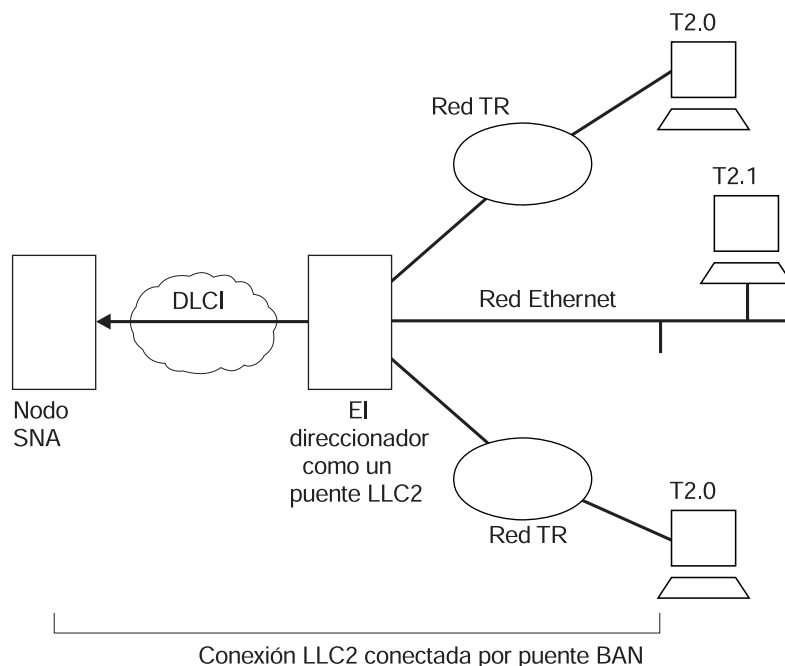 T2.0
Red TR
T2.1
DLCI
Red Ethernet
Nodo
SNA
El
direccionador
como un
puente LLC2
T2.0
Red TR
Conexión LLC2 conectada por puente BAN